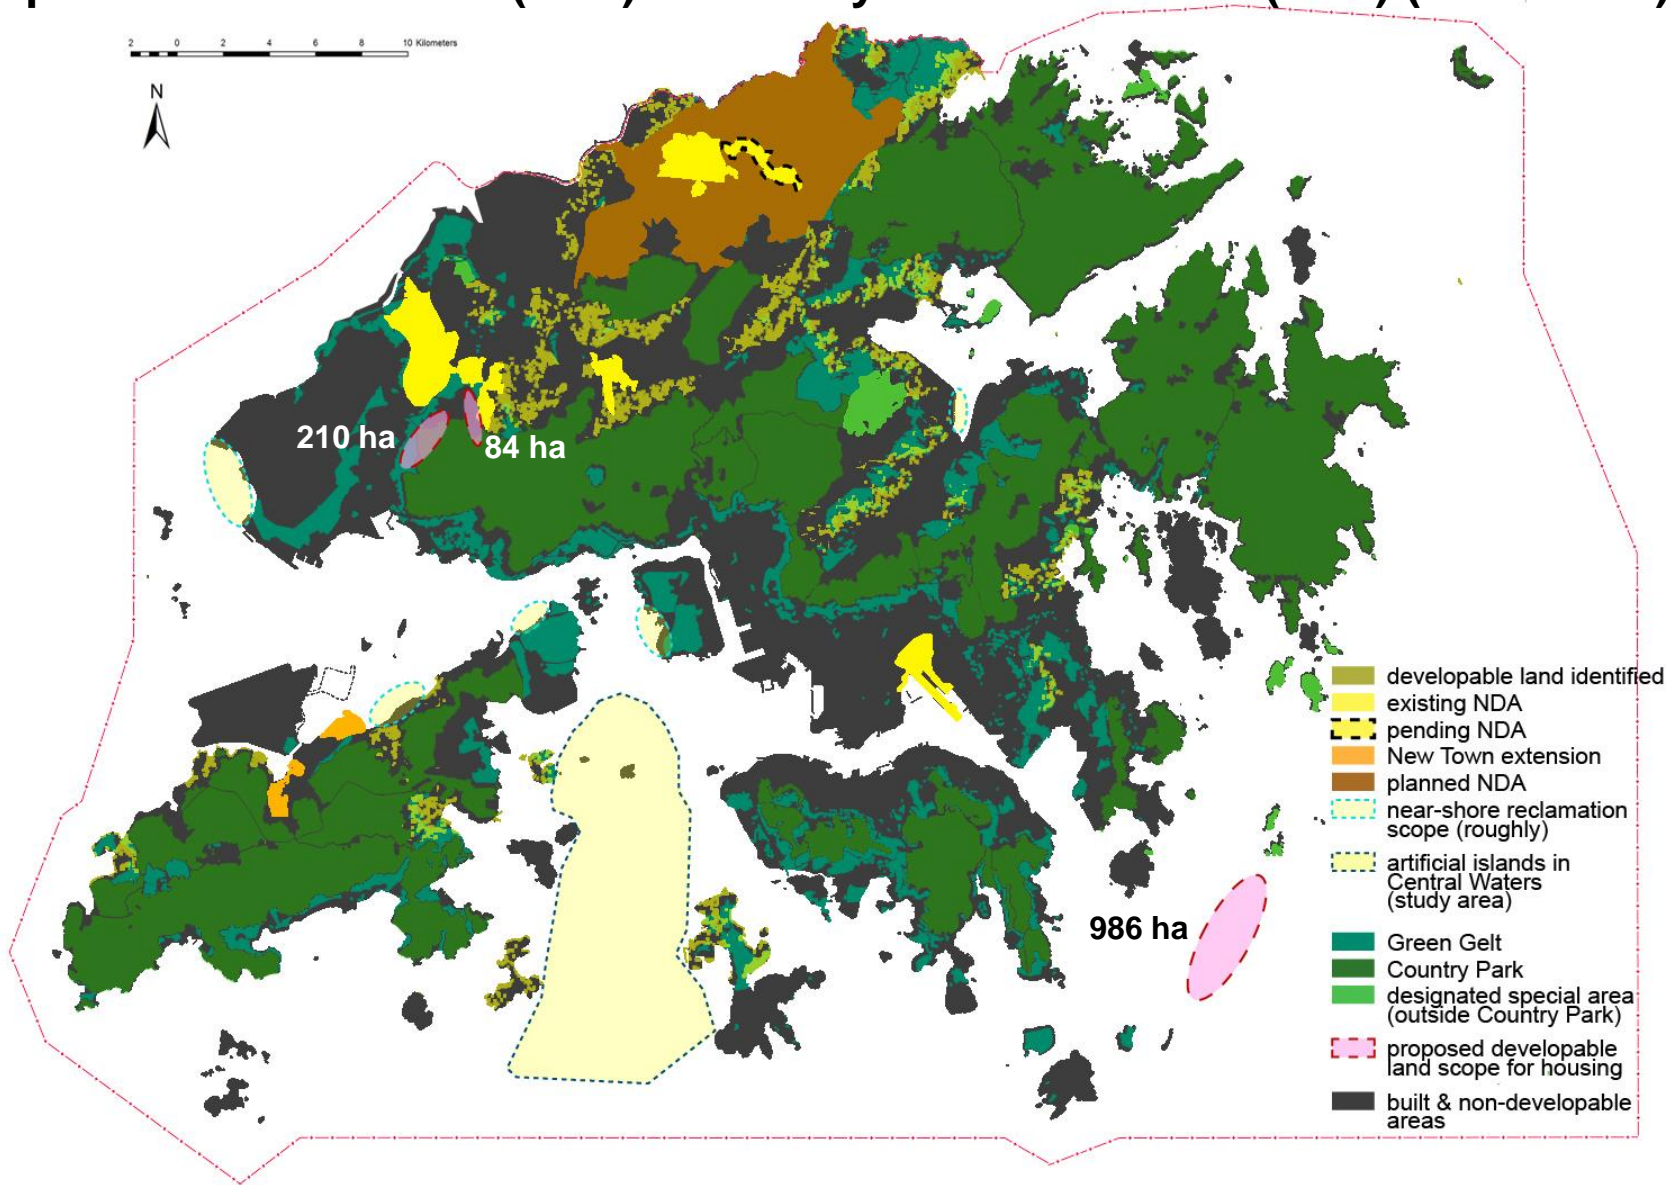 2 0 2 4 6 8 10 Kilometers
N
210 ha
84 ha
986 ha
developable land identified
existing NDA
pending NDA
New Town extension
planned NDA
near-shore reclamation
scope (roughly)
artificial islands in
Central Waters
(study area)
Green Gelt
Country Park
designated special area
(outside Country Park)
proposed developable
land scope for housing
built & non-developable
areas